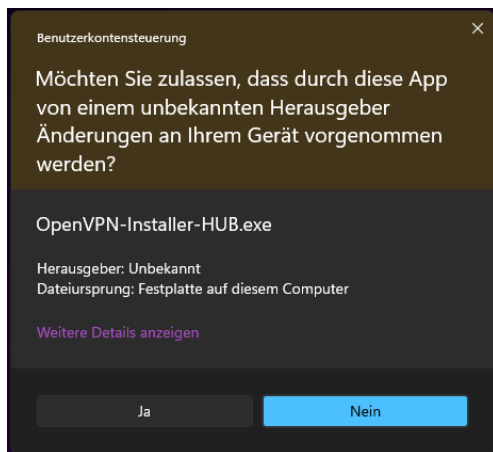 Benutzerkontensteuerung
Möchten Sie zulassen, dass durch diese App
von einem unbekannten Herausgeber
Änderungen an Ihrem Gerät vorgenommen
werden?
OpenVPN-Installer-HUB.exe
Herausgeber: Unbekannt
Dateiursprung: Festplatte auf diesem Computer
Weitere Details anzeigen
Ja
Nein